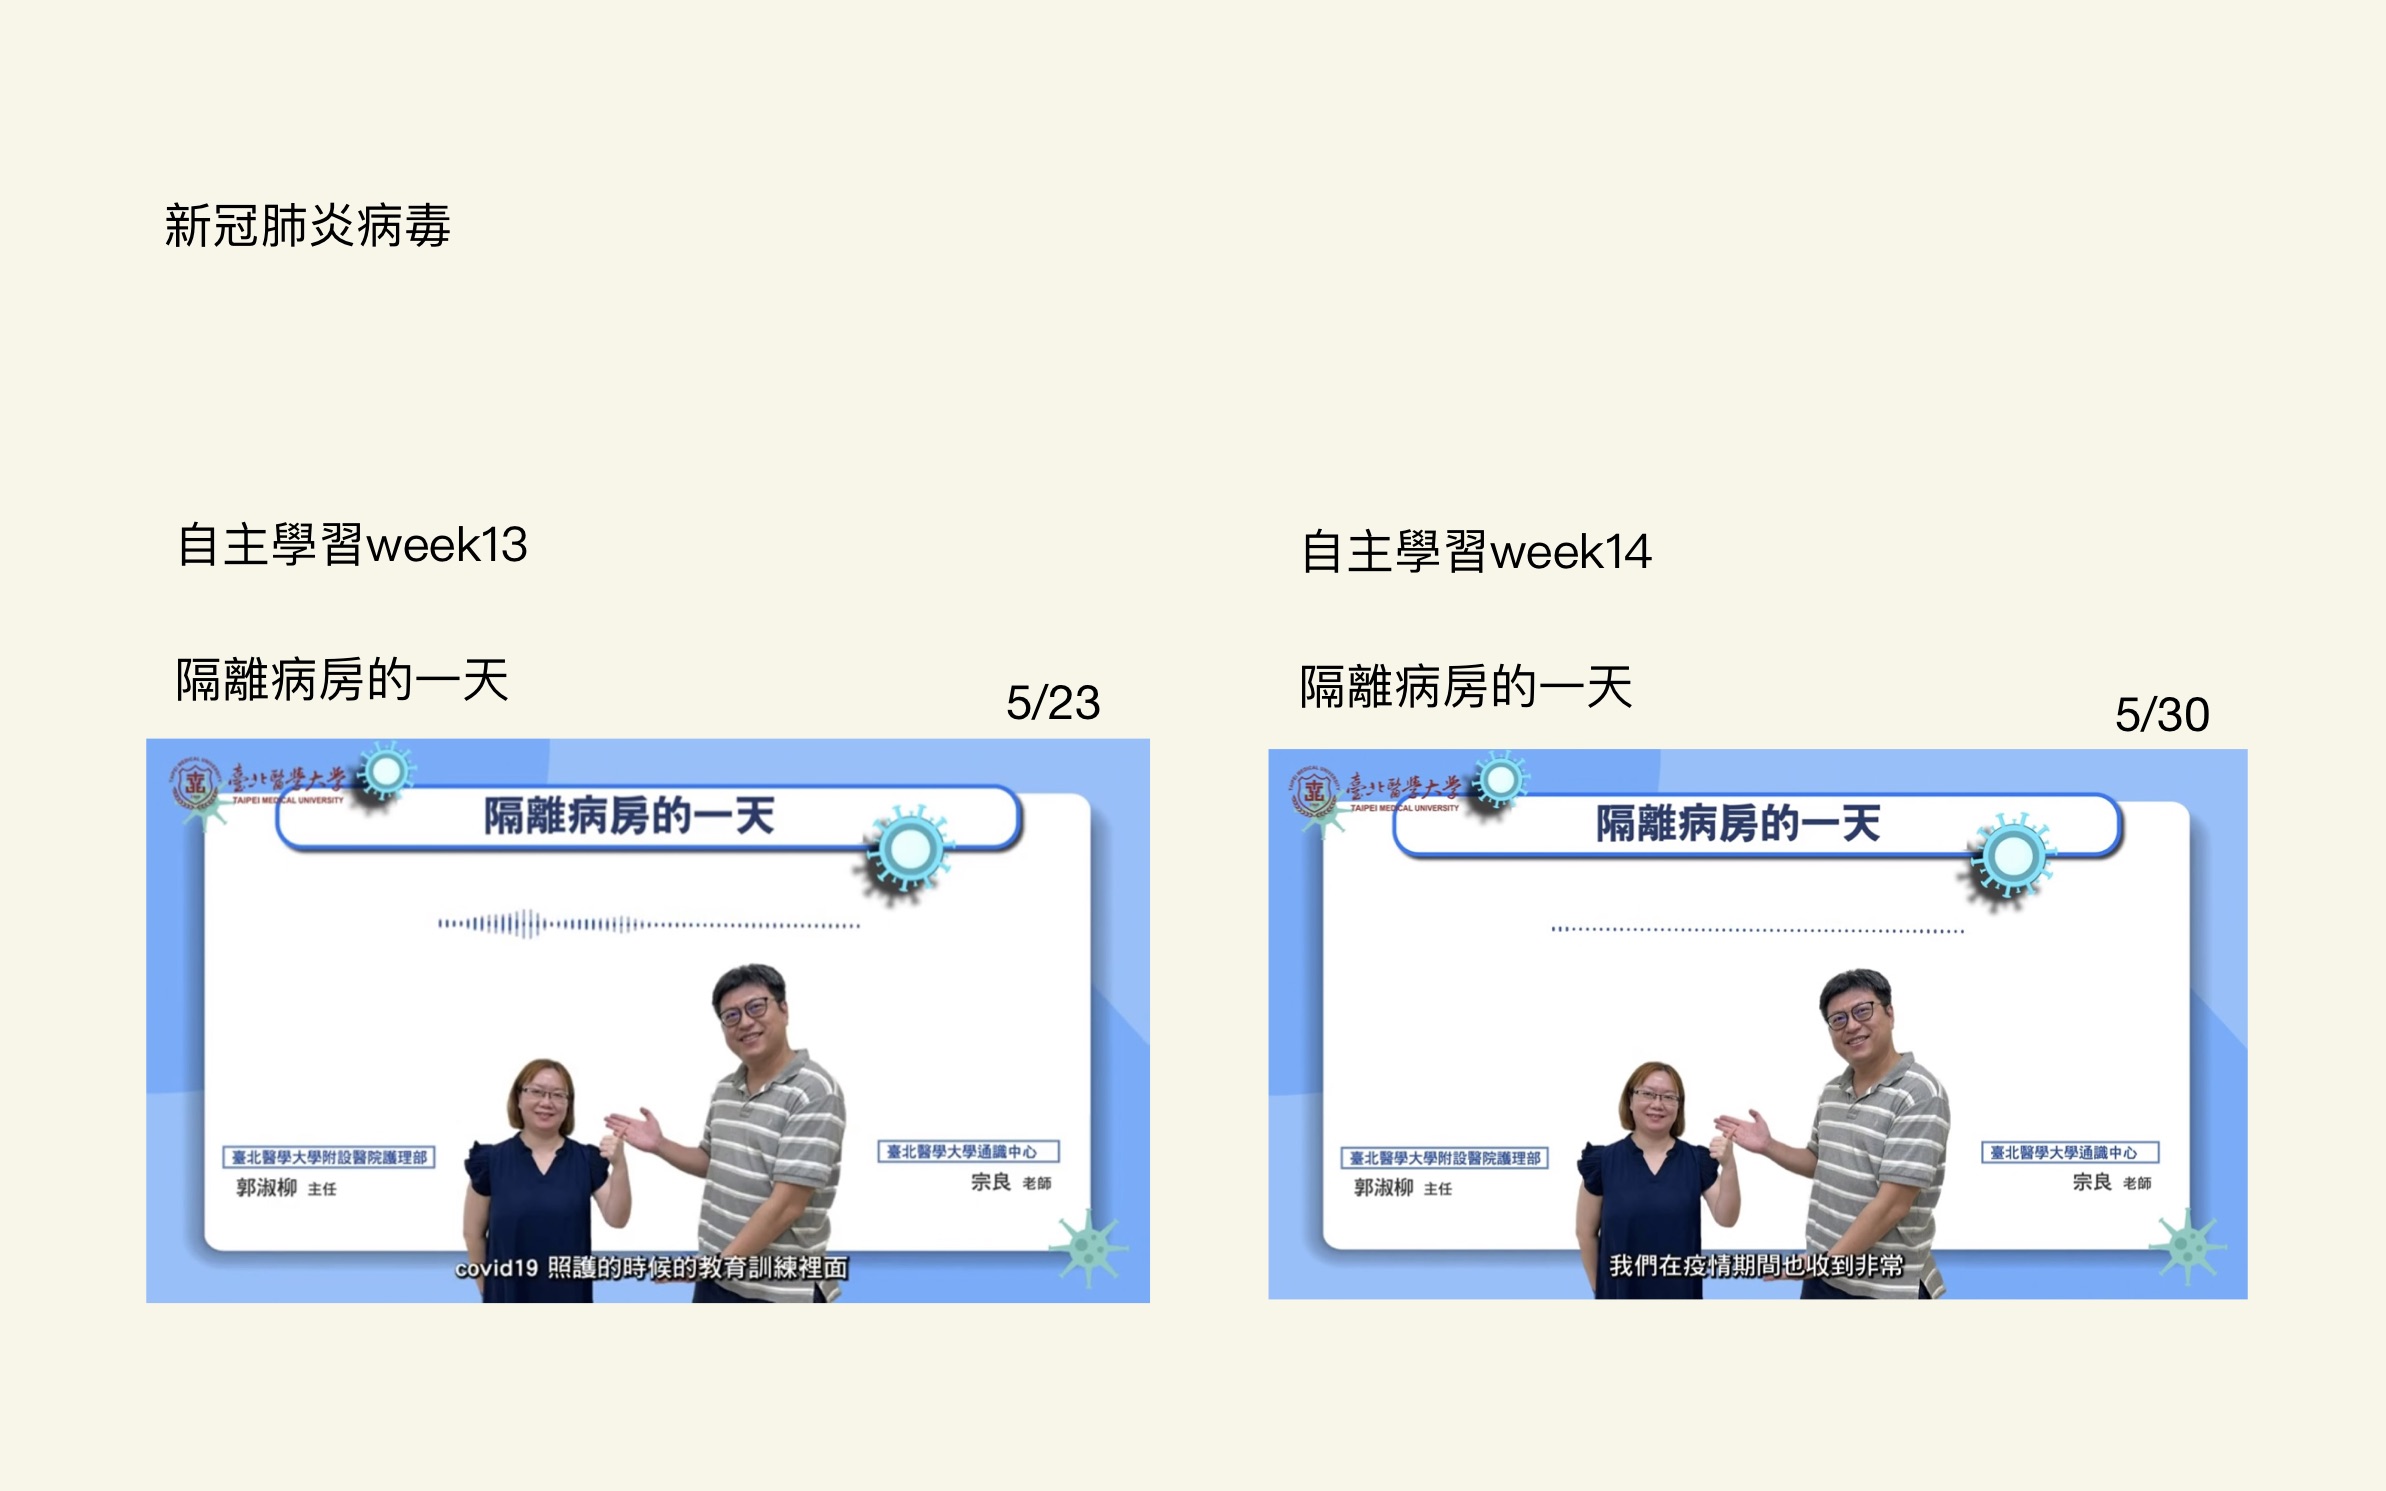 新冠肺炎病毒
自主學習week13
隔離病房的一天
5/23
臺北醫學大學
TAIPEI MEDICAL UNIVERSITY
隔離病房的一天
臺北醫學大學附設醫院護理部
郭淑柳 主任
臺北醫學大學通識中心
宗良 老師
covid19 照護的時候的教育訓練裡面
自主學習week14
隔離病房的一天
5/30
臺北醫學大學
TAIPEI MEDICAL UNIVERSITY
隔離病房的一天
臺北醫學大學附設醫院護理部
郭淑柳 主任
臺北醫學大學通識中心
宗良 老師
我們在疫情期間也收到非常